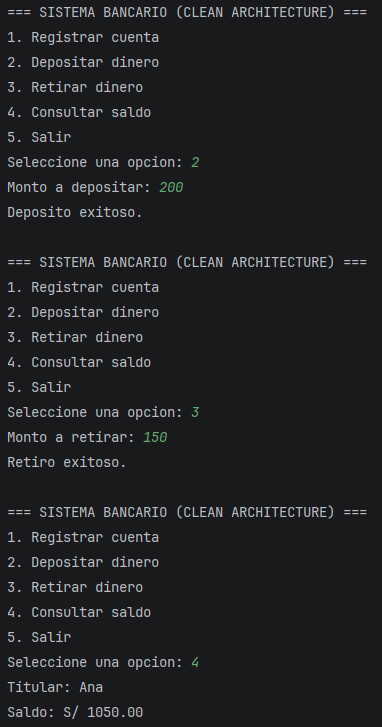 === SISTEMA BANCARIO (CLEAN ARCHITECTURE) ===
1. Registrar cuenta
2. Depositar dinero
3. Retirar dinero
4. Consultar saldo
5. Salir
Seleccione una opcion: 2
Monto a depositar: 200
Deposito exitoso.

=== SISTEMA BANCARIO (CLEAN ARCHITECTURE) ===
1. Registrar cuenta
2. Depositar dinero
3. Retirar dinero
4. Consultar saldo
5. Salir
Seleccione una opcion: 3
Monto a retirar: 150
Retiro exitoso.

=== SISTEMA BANCARIO (CLEAN ARCHITECTURE) ===
1. Registrar cuenta
2. Depositar dinero
3. Retirar dinero
4. Consultar saldo
5. Salir
Seleccione una opcion: 4
Titular: Ana
Saldo: S/ 1050.00